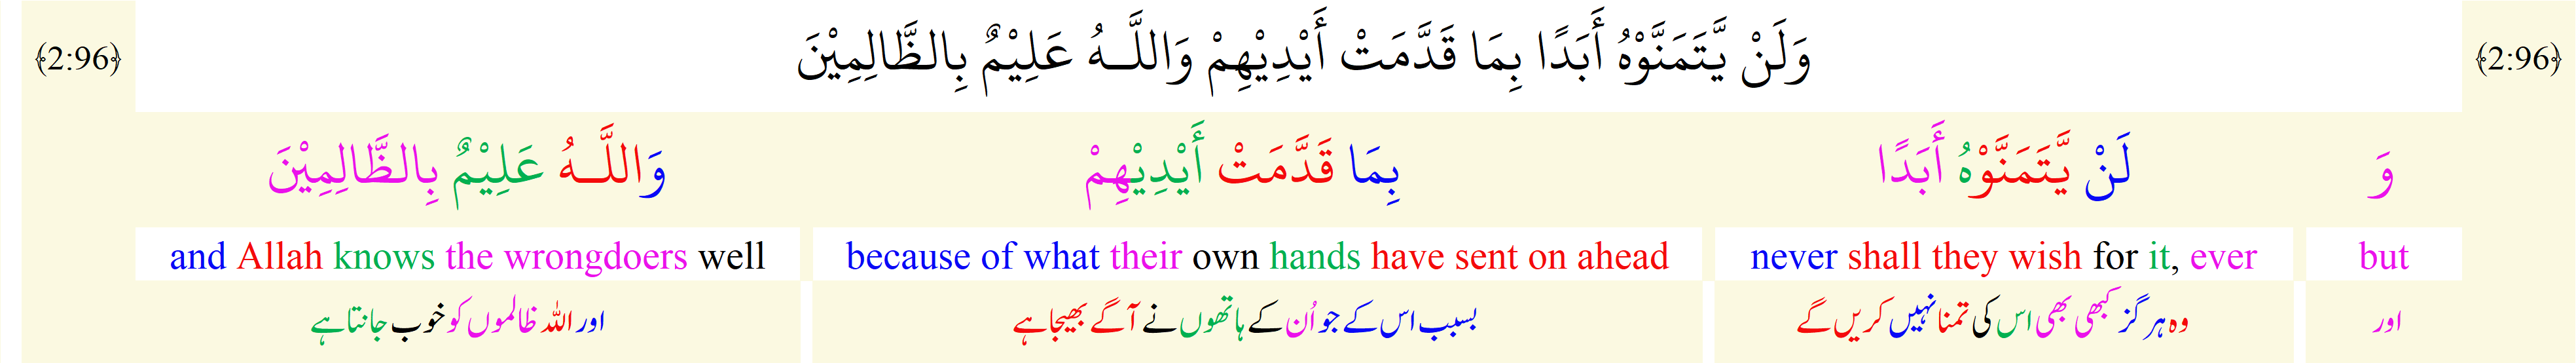 ﴿2:96﴾ وَلَنْ يَّتَمَنَّوْهُ أَبَدًا بِمَا قَدَّمَتْ أَيْدِيْهِمْ وَاللَّـهُ عَلِيْمٌ بِالظَّالِمِيْنَ ﴿2:96﴾
وَ لَنْ يَّتَمَنَّوْهُ أَبَدًا بِمَا قَدَّمَتْ أَيْدِيْهِمْ وَاللَّـهُ عَلِيْمٌ بِالظَّالِمِيْنَ
but never shall they wish for it, ever because of what their own hands have sent on ahead and Allah knows the wrongdoers well
اور وہ ہرگز کبھی بھی اس کی تمنا نہیں کریں گے بسبب اس کے جو اُن کے ہاتھوں نے آگے بھیجا ہے اور اللہ ظالموں کو خوب جانتا ہے